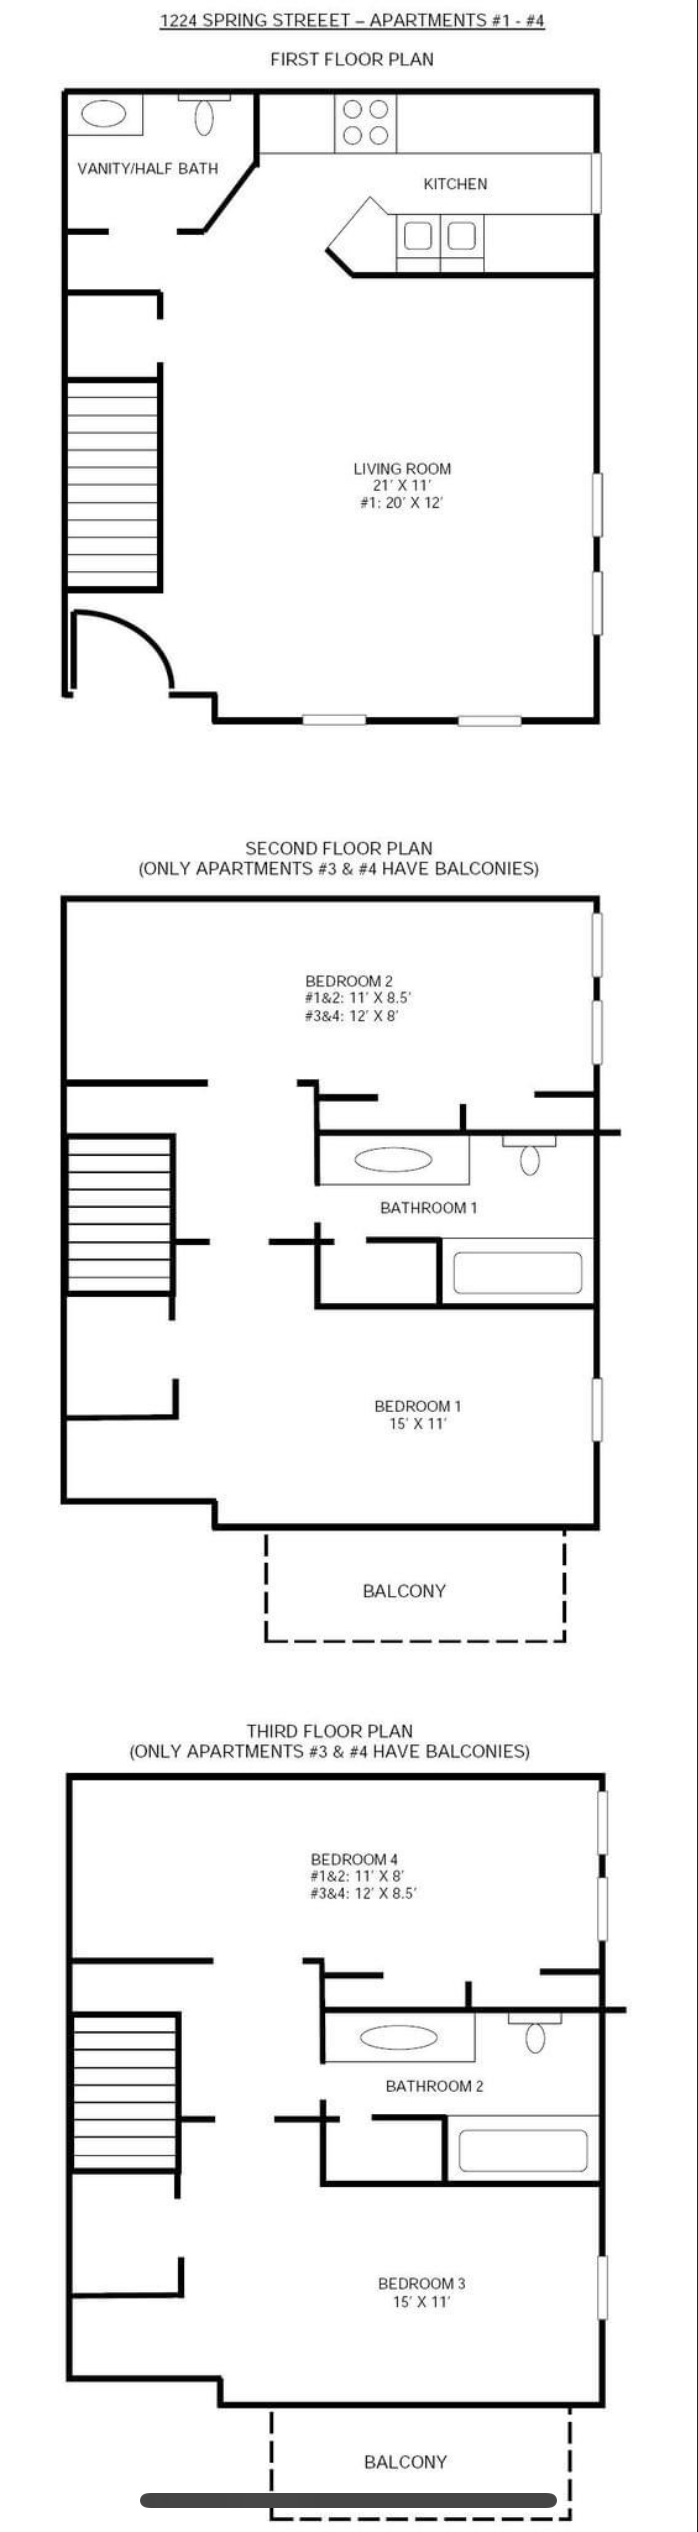 1224 SPRING STREEET – APARTMENTS #1 - #4
FIRST FLOOR PLAN
VANITY/HALF BATH
KITCHEN
LIVING ROOM
21' X 11'
#1: 20' X 12'
SECOND FLOOR PLAN
(ONLY APARTMENTS #3 & #4 HAVE BALCONIES)
BEDROOM 2
#1&2: 11' X 8.5'
#3&4: 12' X 8'
BATHROOM 1
BEDROOM 1
15' X 11'
BALCONY
THIRD FLOOR PLAN
(ONLY APARTMENTS #3 & #4 HAVE BALCONIES)
BEDROOM 4
#1&2: 11' X 8'
#3&4: 12' X 8.5'
BATHROOM 2
BEDROOM 3
15' X 11'
BALCONY